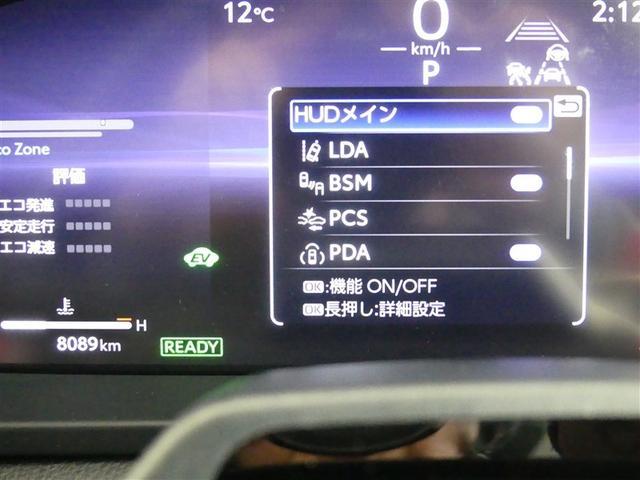 12℃
0
km/h
P
2:12
HUDメイン
LDA
BSM
PCS
PDA
OK:機能 ON/OFF
OK長押し:詳細設定
co Zone
評価
エコ発進
安定走行
エコ減速
EV
H
8089km
READY